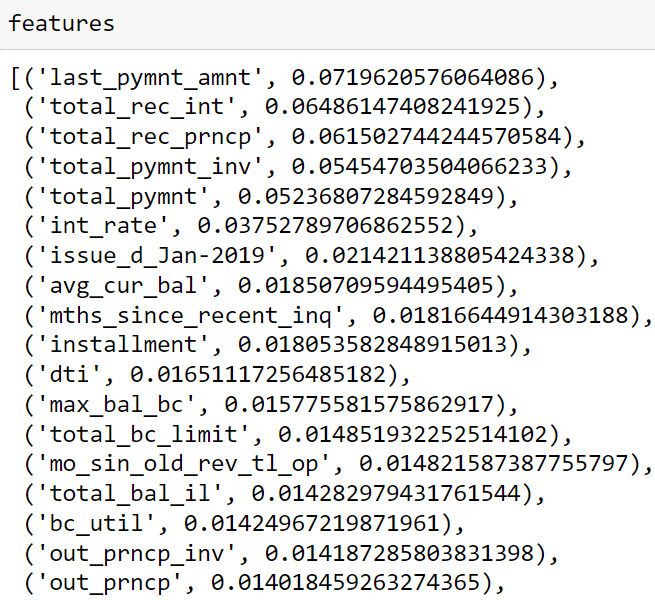 features
[('last_pymnt_amnt', 0.0719620576064086),
('total_rec_int', 0.06486147408241925),
('total_rec_prncp', 0.061502744244570584),
('total_pymnt_inv', 0.05454703504066233),
('total_pymnt', 0.05236807284592849),
('int_rate', 0.03752789706862552),
('issue_d_Jan-2019', 0.021421138805424338),
('avg_cur_bal', 0.01850709594495405),
('mths_since_recent_inq', 0.01816644914303188),
('installment', 0.018053582848915013),
('dti', 0.01651117256485182),
('max_bal_bc', 0.015775581575862917),
('total_bc_limit', 0.014851932252514102),
('mo_sin_old_rev_tl_op', 0.014821587387755797),
('total_bal_il', 0.014282979431761544),
('bc_util', 0.01424967219871961),
('out_prncp_inv', 0.014187285803831398),
('out_prncp', 0.014018459263274365),